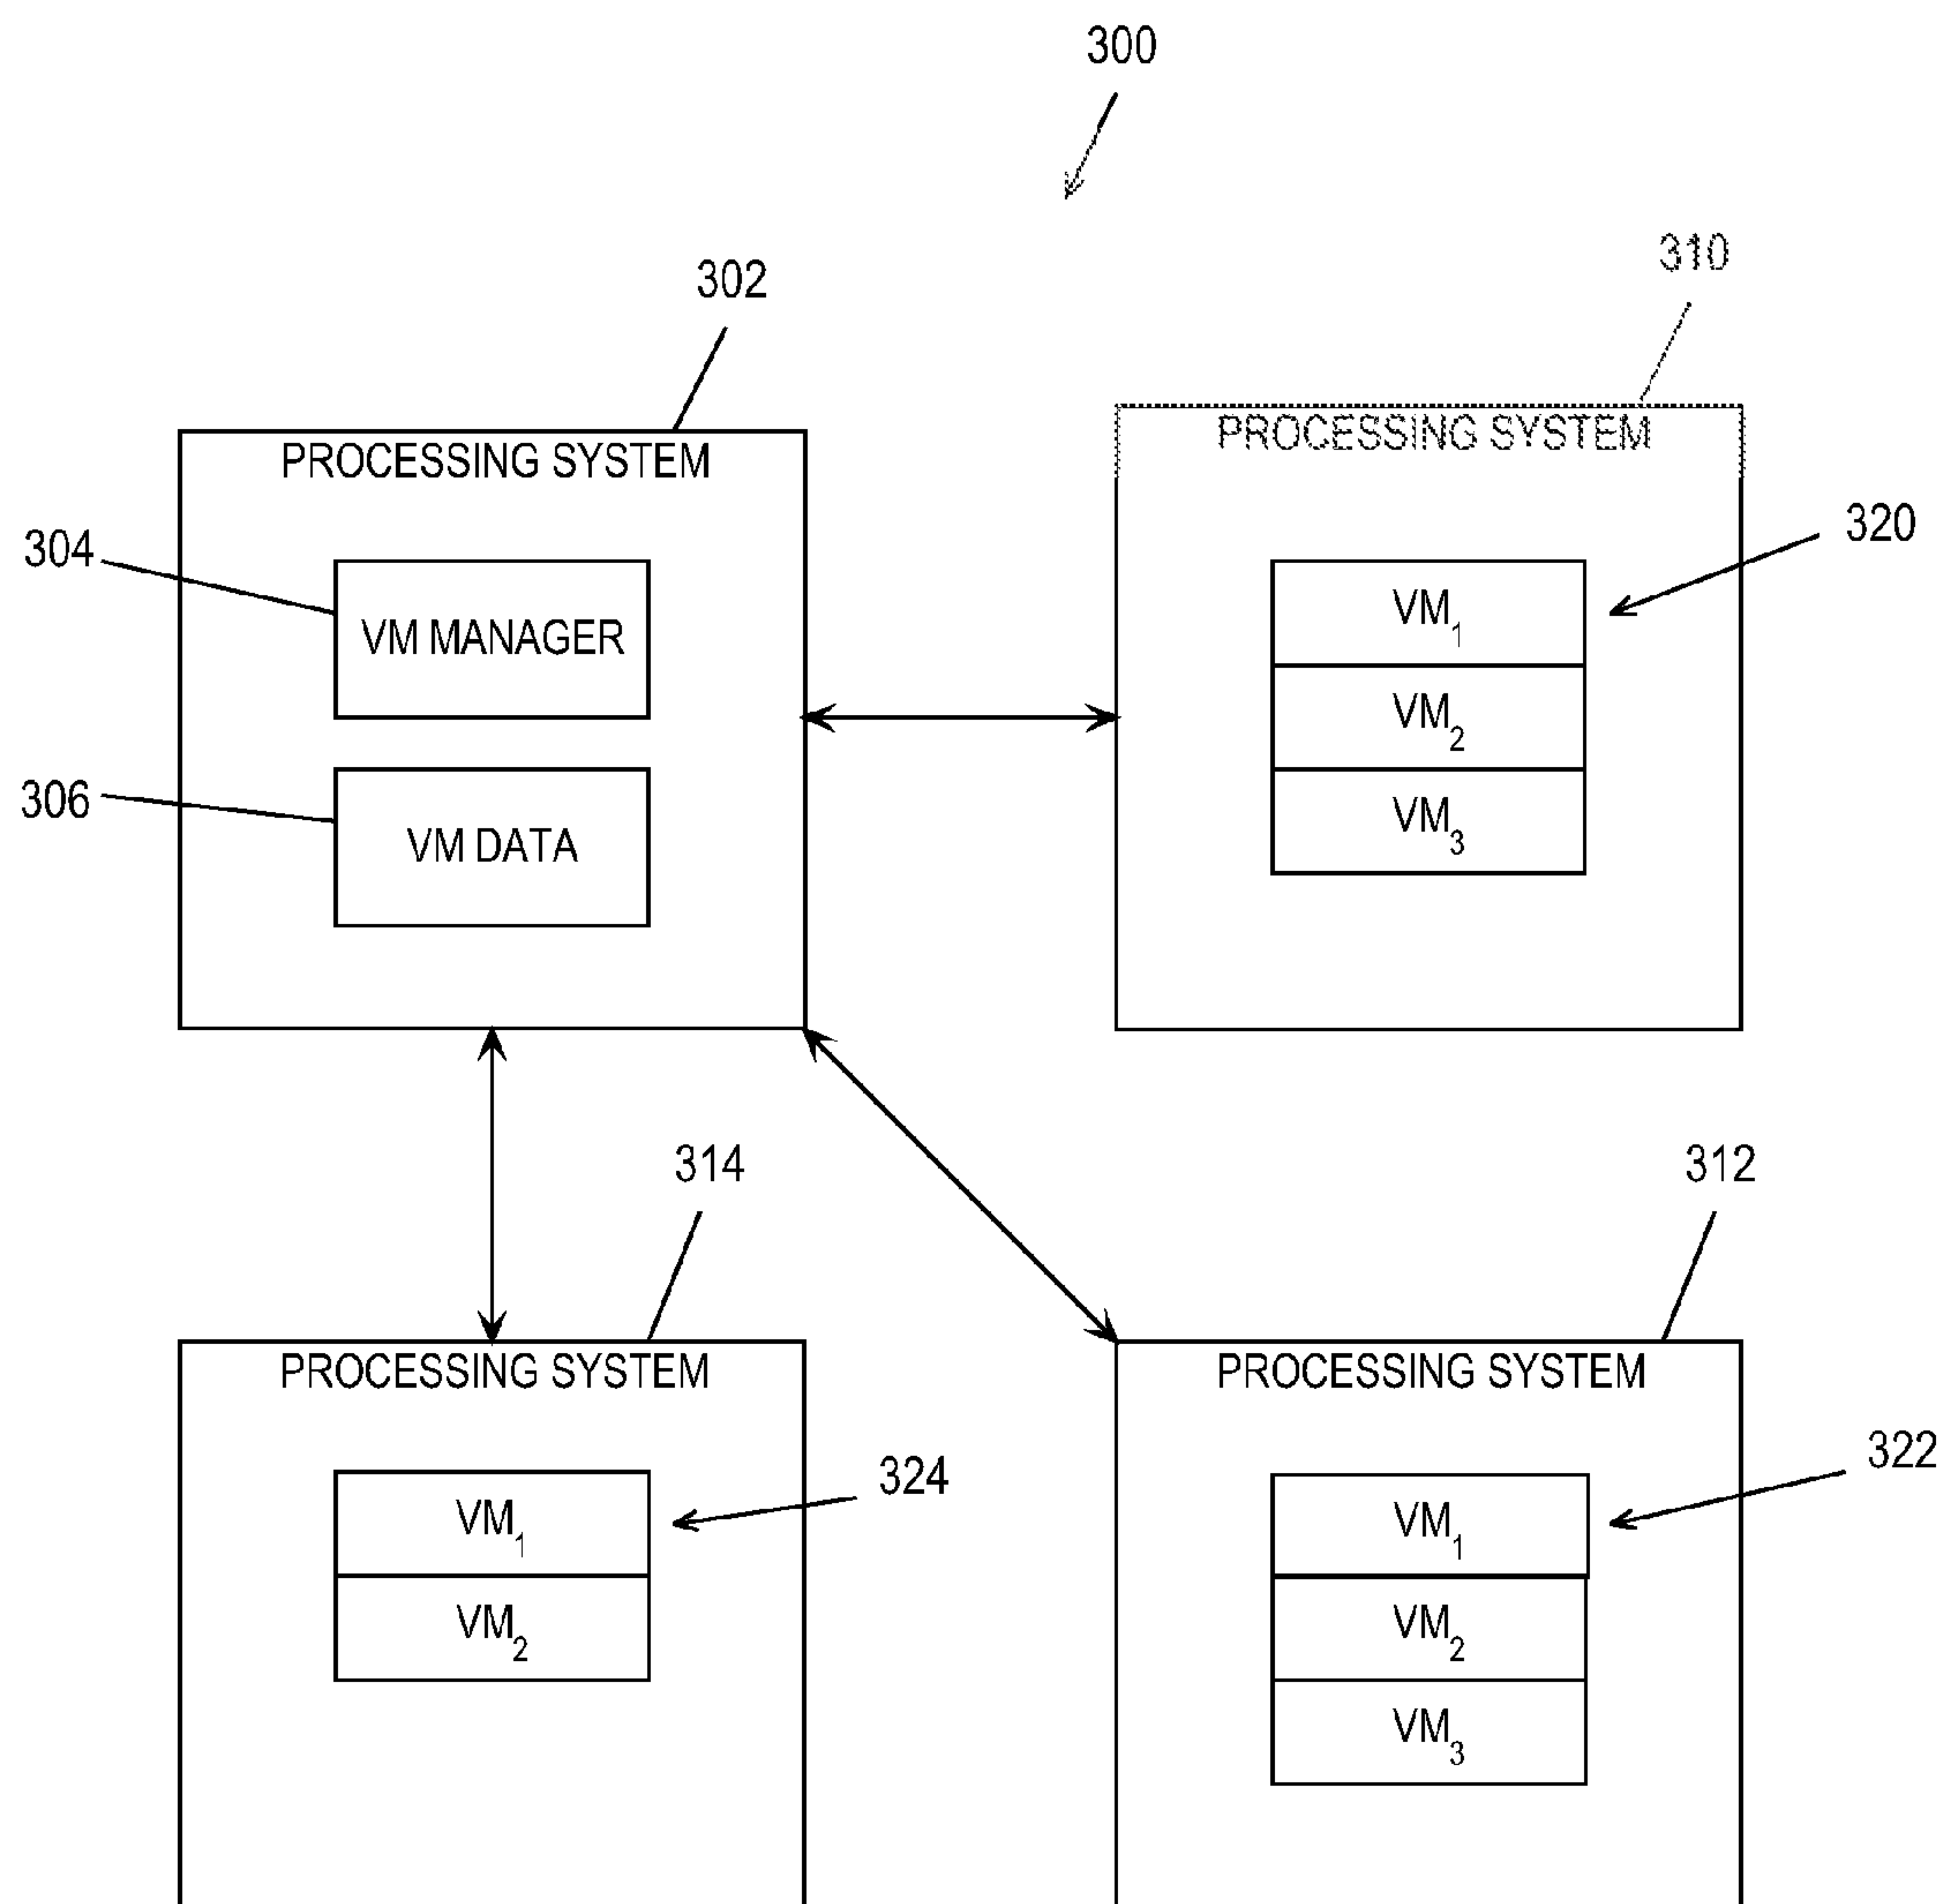 300
310
302
PROCESSING SYSTEM
PROCESSING SYSTEM
304
VM MANAGER
306
VM DATA
320
VM₁
VM₂
VM₃
314
312
PROCESSING SYSTEM
324
VM₁
VM₂
PROCESSING SYSTEM
322
VM₁
VM₂
VM₃